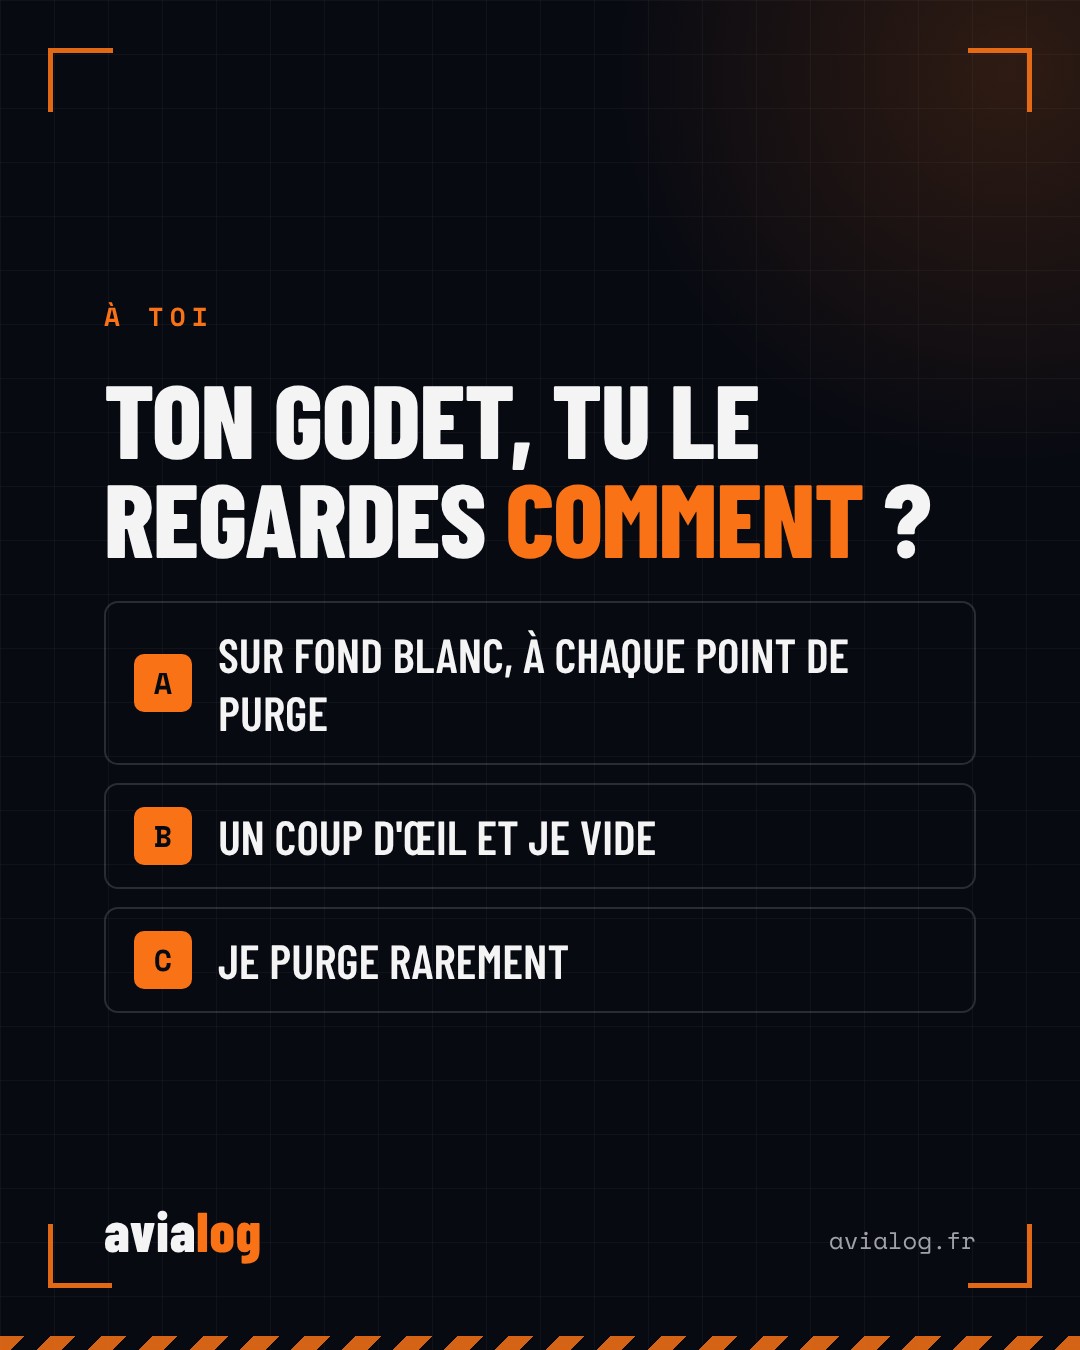 À TOI
TON GODET, TU LE
REGARDES COMMENT ?
A
SUR FOND BLANC, À CHAQUE POINT DE
PURGE
B
UN COUP D'ŒIL ET JE VIDE
C
JE PURGE RAREMENT
avialog
avialog.fr